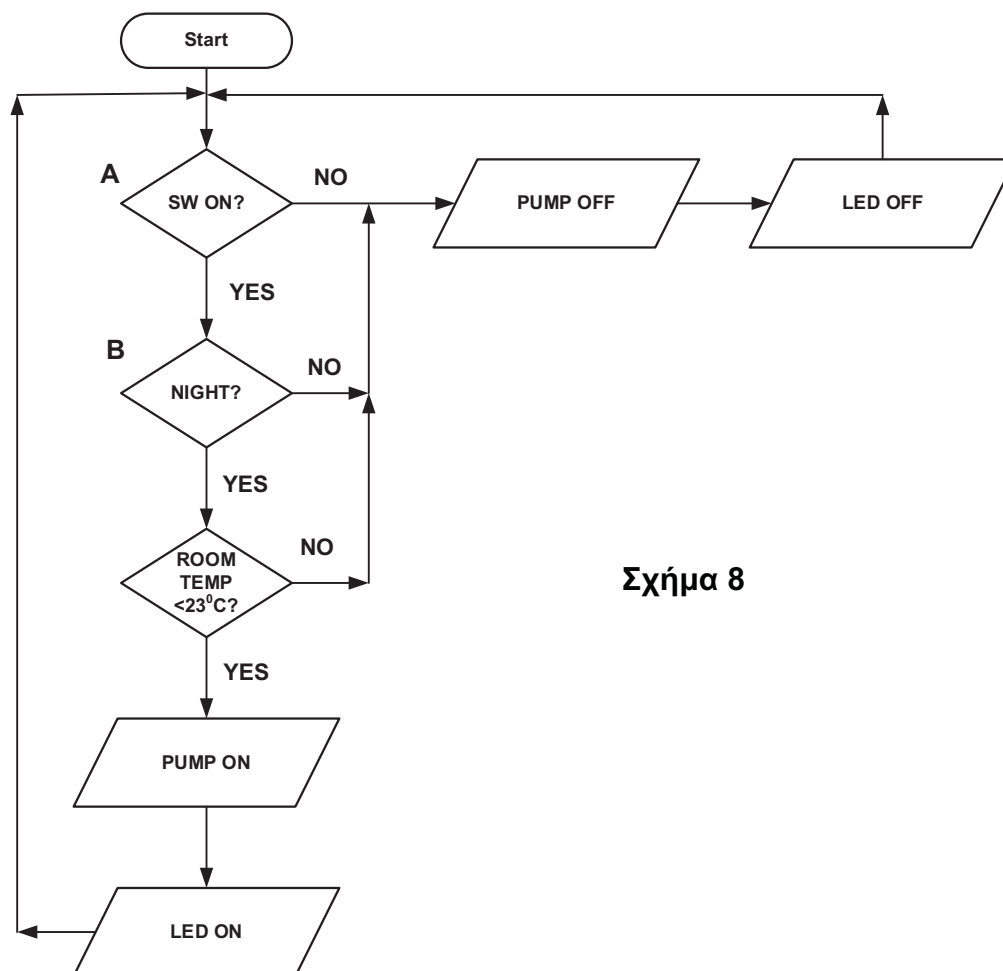 Start
A
SW ON?
NO
PUMP OFF
LED OFF
YES
B
NIGHT?
NO
YES
ROOM
TEMP
<23⁰C?
NO
Σχήμα 8
YES
PUMP ON
LED ON